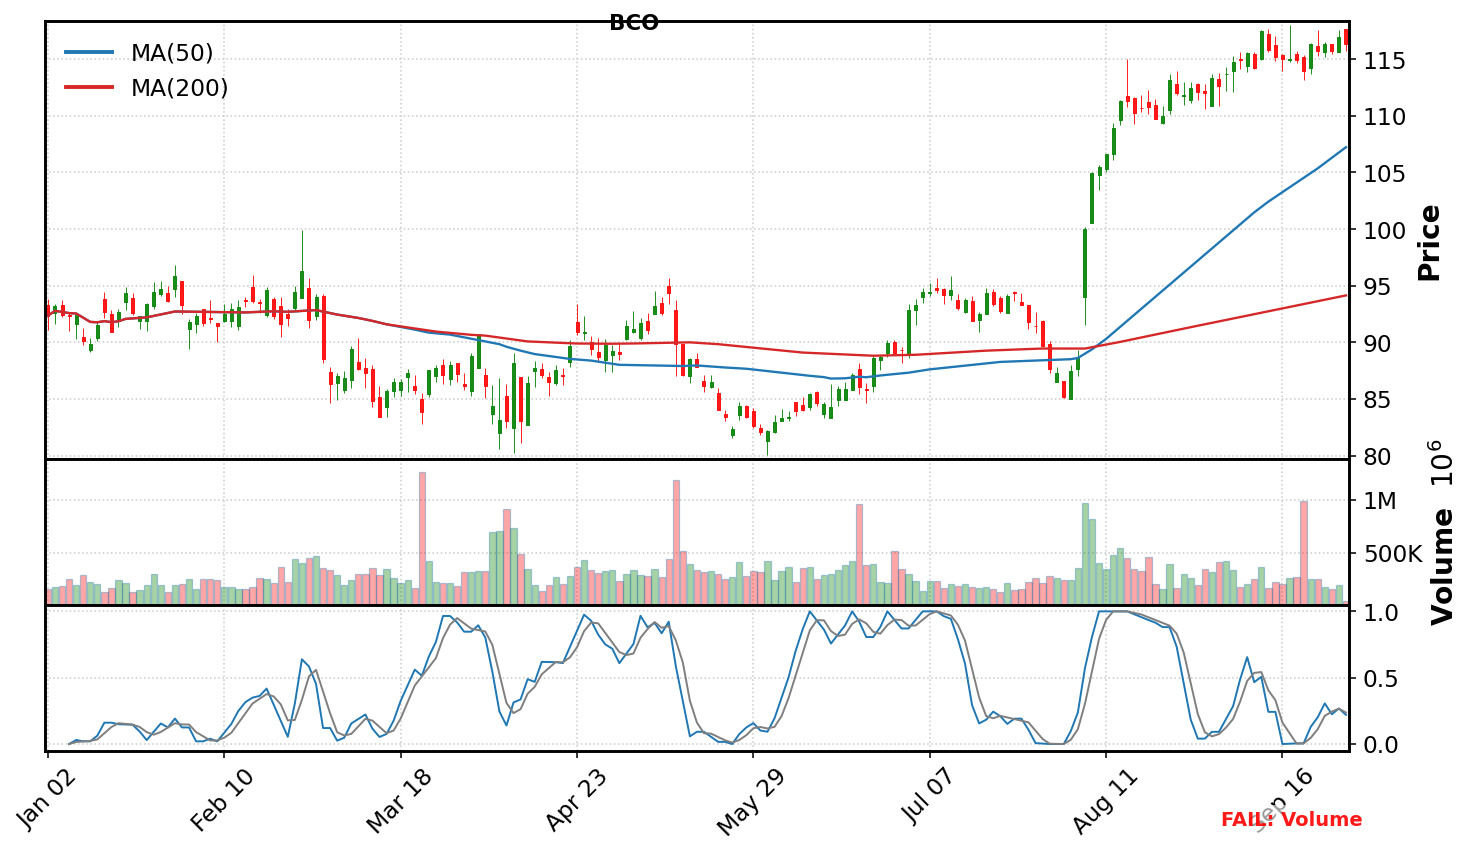 BCO
MA(50)
MA(200)
115
110
105
100
95
90
85
80
Price
1M
500K
Volume 10^6
1.0
0.5
0.0
Jan 02
Feb 10
Mar 18
Apr 23
May 29
Jul 07
Aug 11
Sep 16
FAIL: Volume